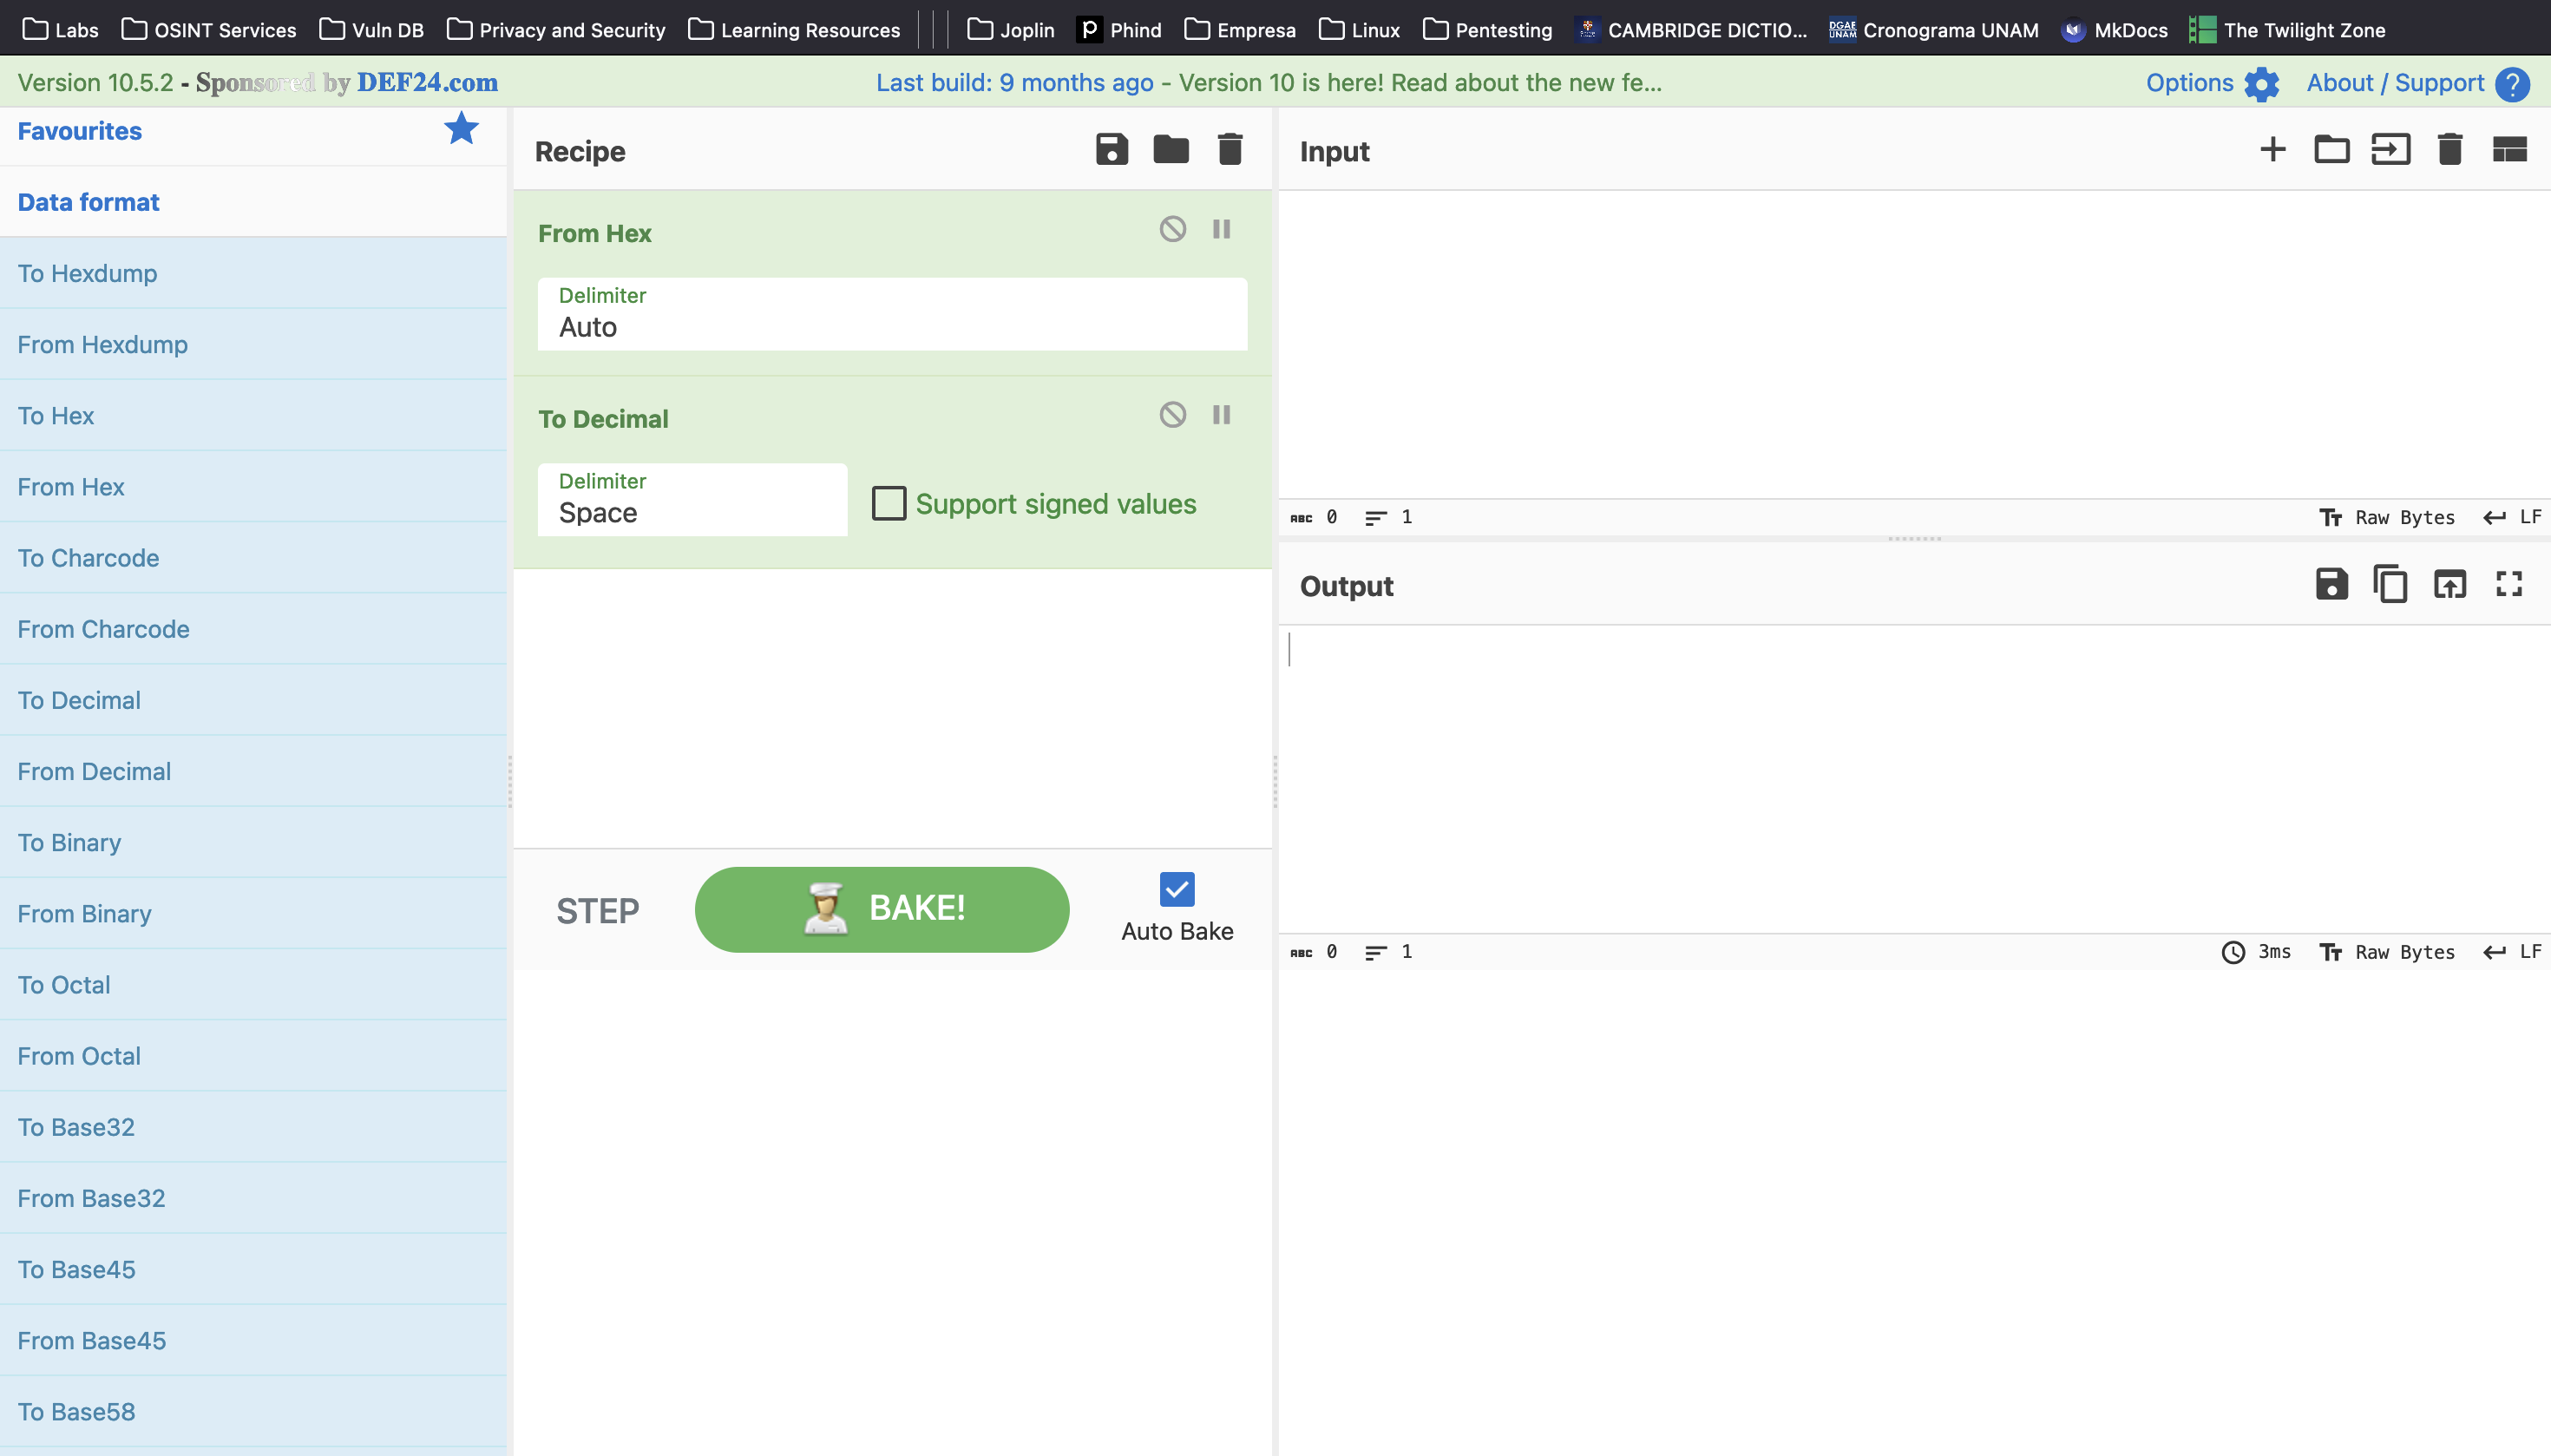 Labs OSINT Services Vuln DB Privacy and Security Learning Resources Joplin Phind Empresa Linux Pentesting CAMBRIDGE DICTIO... Cronograma UNAM MkDocs The Twilight Zone
Version 10.5.2 - Sponsored by DEF24.com Last build: 9 months ago - Version 10 is here! Read about the new fe... Options About / Support
Favourites
Data format
To Hexdump
From Hexdump
To Hex
From Hex
To Charcode
From Charcode
To Decimal
From Decimal
To Binary
From Binary
To Octal
From Octal
To Base32
From Base32
To Base45
From Base45
To Base58
Recipe
From Hex
Delimiter
Auto
To Decimal
Delimiter
Space
Support signed values
STEP
BAKE!
Auto Bake
Input
ABC 0 1 Raw Bytes LF
Output
ABC 0 1 3ms Raw Bytes LF